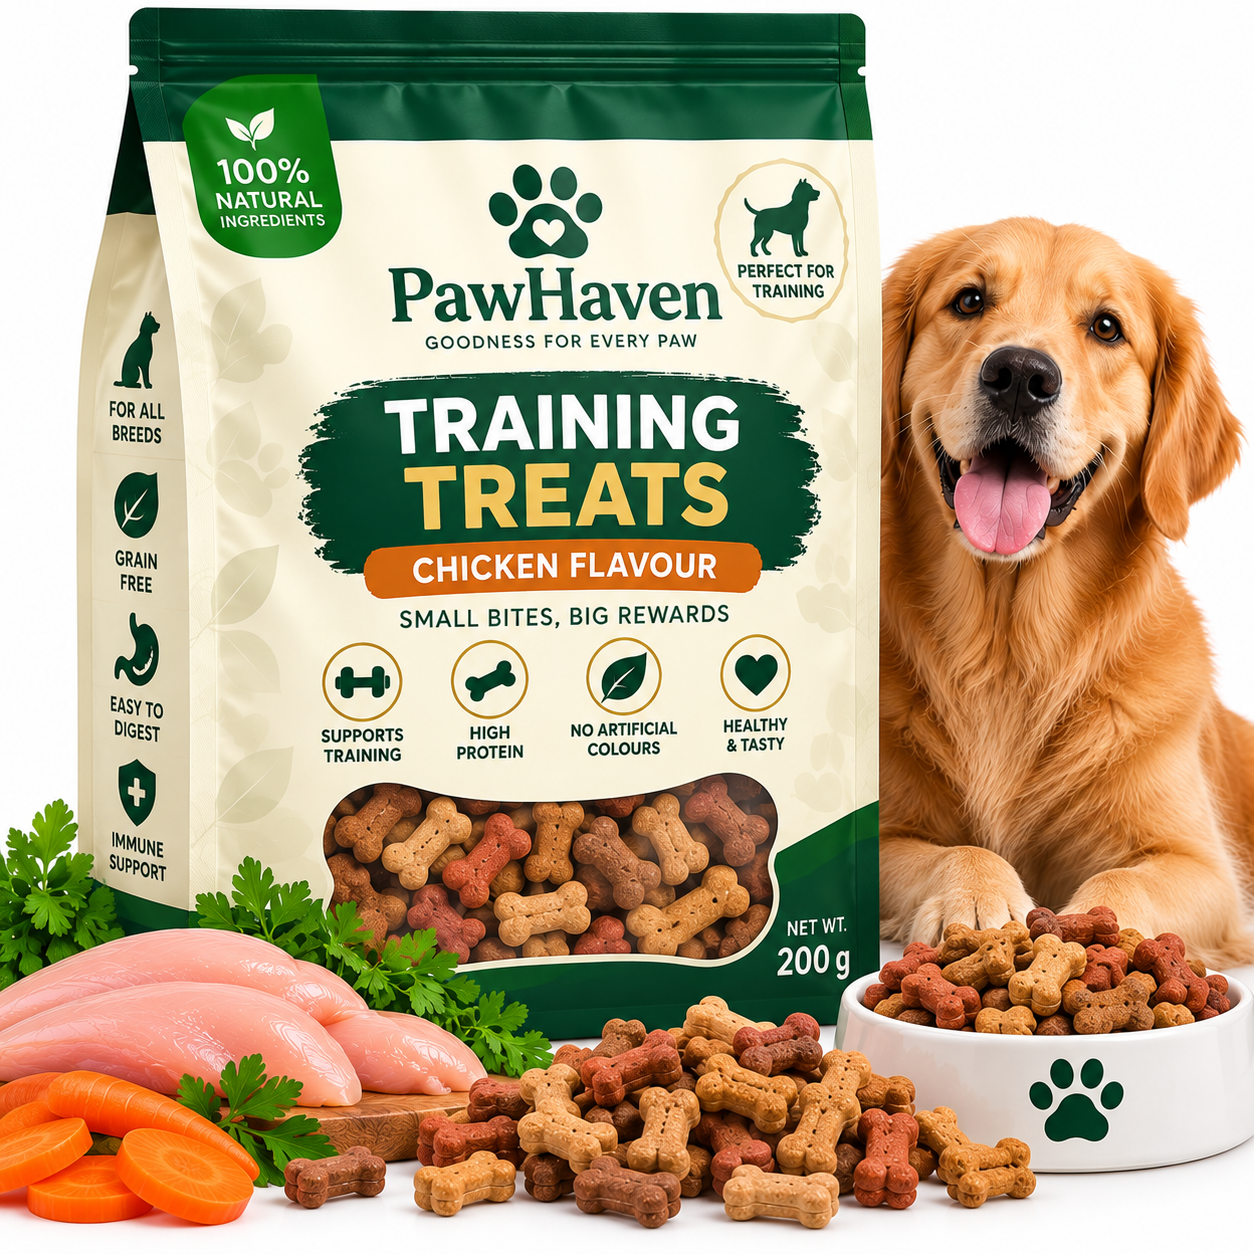 100%
NATURAL
INGREDIENTS
PawHaven
GOODNESS FOR EVERY PAW
PERFECT FOR
TRAINING
TRAINING
TREATS
CHICKEN FLAVOUR
SMALL BITES, BIG REWARDS
SUPPORTS
TRAINING
HIGH
PROTEIN
NO ARTIFICIAL
COLOURS
HEALTHY
& TASTY
NET WT.
200 g
FOR ALL
BREEDS
GRAIN
FREE
EASY TO
DIGEST
IMMUNE
SUPPORT